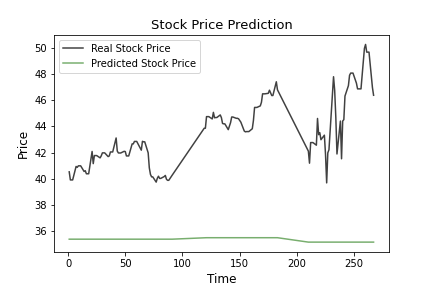 Stock Price Prediction
Real Stock Price
Predicted Stock Price
Price
50
48
46
44
42
40
38
36
0 50 100 150 200 250
Time